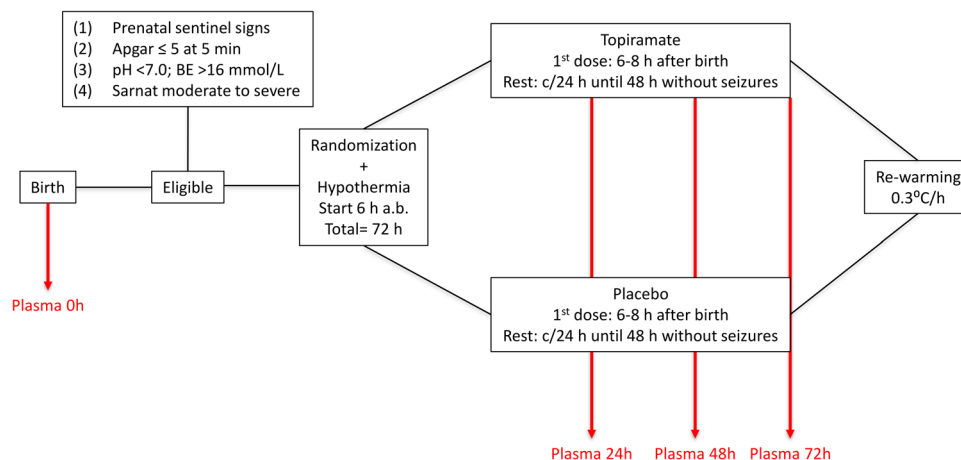 (1) Prenatal sentinel signs
(2) Apgar ≤ 5 at 5 min
(3) pH <7.0; BE >16 mmol/L
(4) Sarnat moderate to severe
Birth
Eligible
Randomization
+
Hypothermia
Start 6 h a.b.
Total= 72 h
Topiramate
1st dose: 6-8 h after birth
Rest: c/24 h until 48 h without seizures
Placebo
1st dose: 6-8 h after birth
Rest: c/24 h until 48 h without seizures
Re-warming
0.3⁰C/h
Plasma 0h
Plasma 24h
Plasma 48h
Plasma 72h